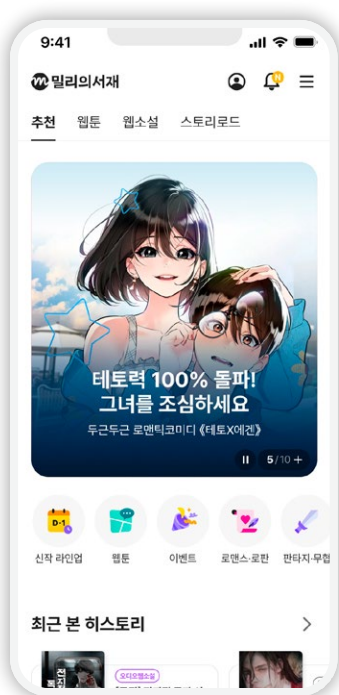 9:41
밀리의서재
추천 웹툰 웹소설 스토리로드
테토력 100% 돌파!
그녀를 조심하세요
두근두근 로맨틱코미디 《테토X에겐》
5/10 +
D-1
신작 라인업 웹툰 이벤트 로맨스·로판 판타지·무협
최근 본 히스토리
오디오웹소설